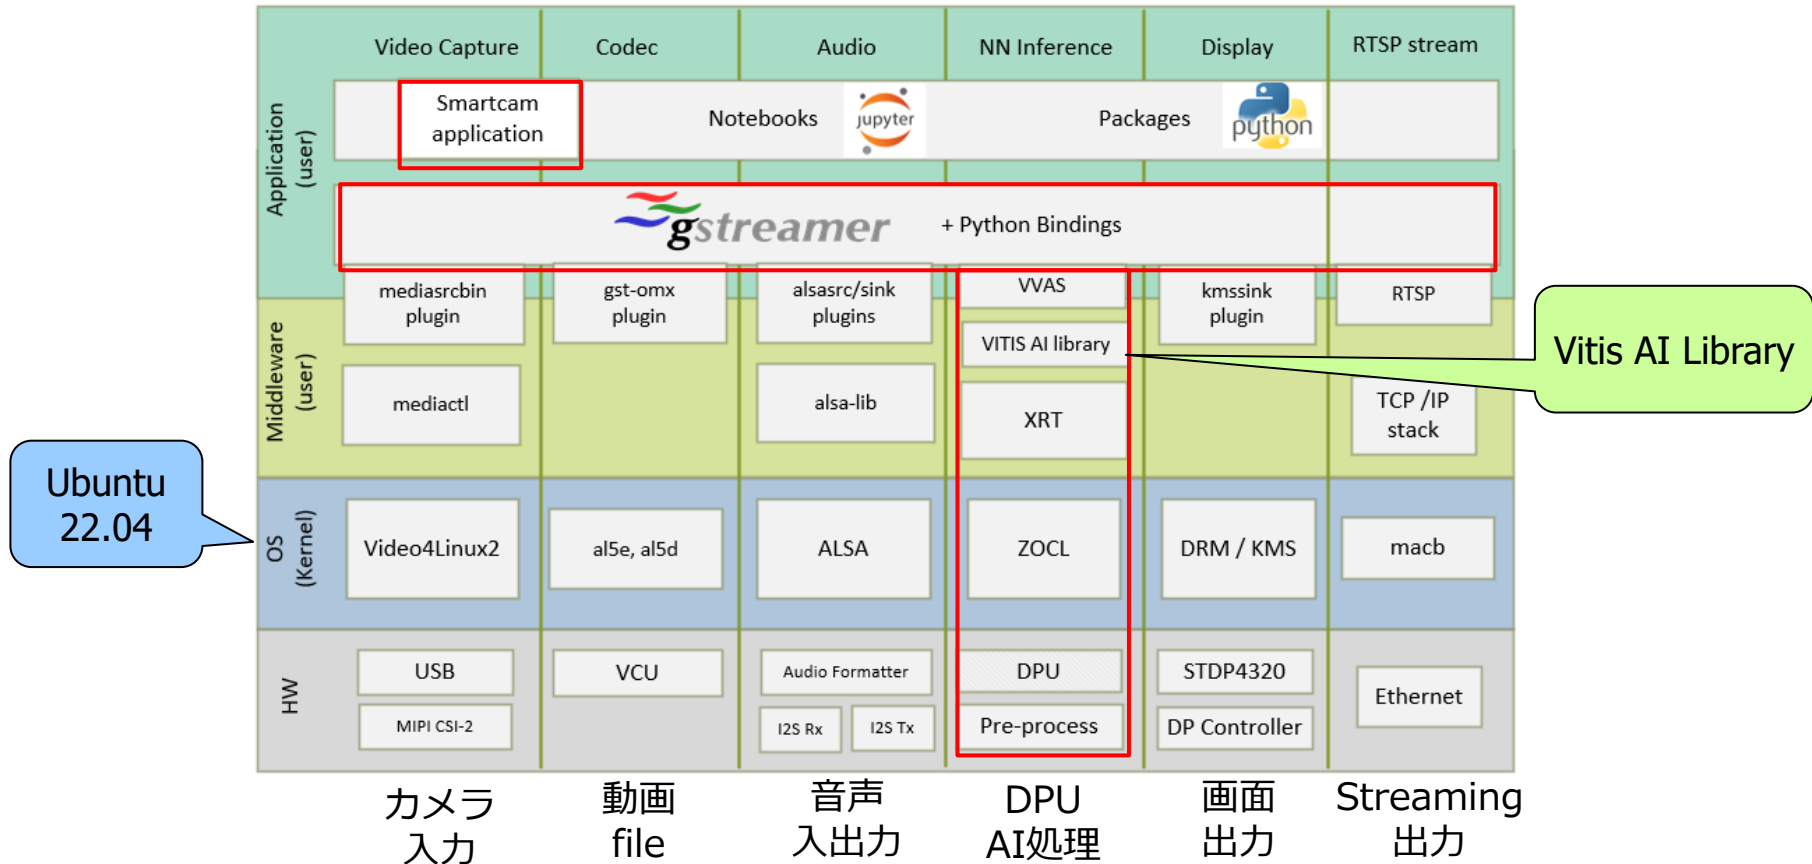 Video Capture
Codec
Audio
NN Inference
Display
RTSP stream
Application
(user)
Smartcam
application
Notebooks
jupyter
Packages
python
gstreamer
+ Python Bindings
mediasrcbin
plugin
gst-omx
plugin
alsasrc/sink
plugins
VVAS
kmssink
plugin
RTSP
Middleware
(user)
VITIS AI library
Vitis AI Library
mediactl
alsa-lib
XRT
TCP /IP
stack
Ubuntu
22.04
OS
(Kernel)
Video4Linux2
al5e, al5d
ALSA
ZOCL
DRM / KMS
macb
HW
USB
VCU
Audio Formatter
DPU
STDP4320
Ethernet
MIPI CSI-2
I2S Rx
I2S Tx
Pre-process
DP Controller
カメラ
入力
動画
file
音声
入出力
DPU
AI処理
画面
出力
Streaming
出力